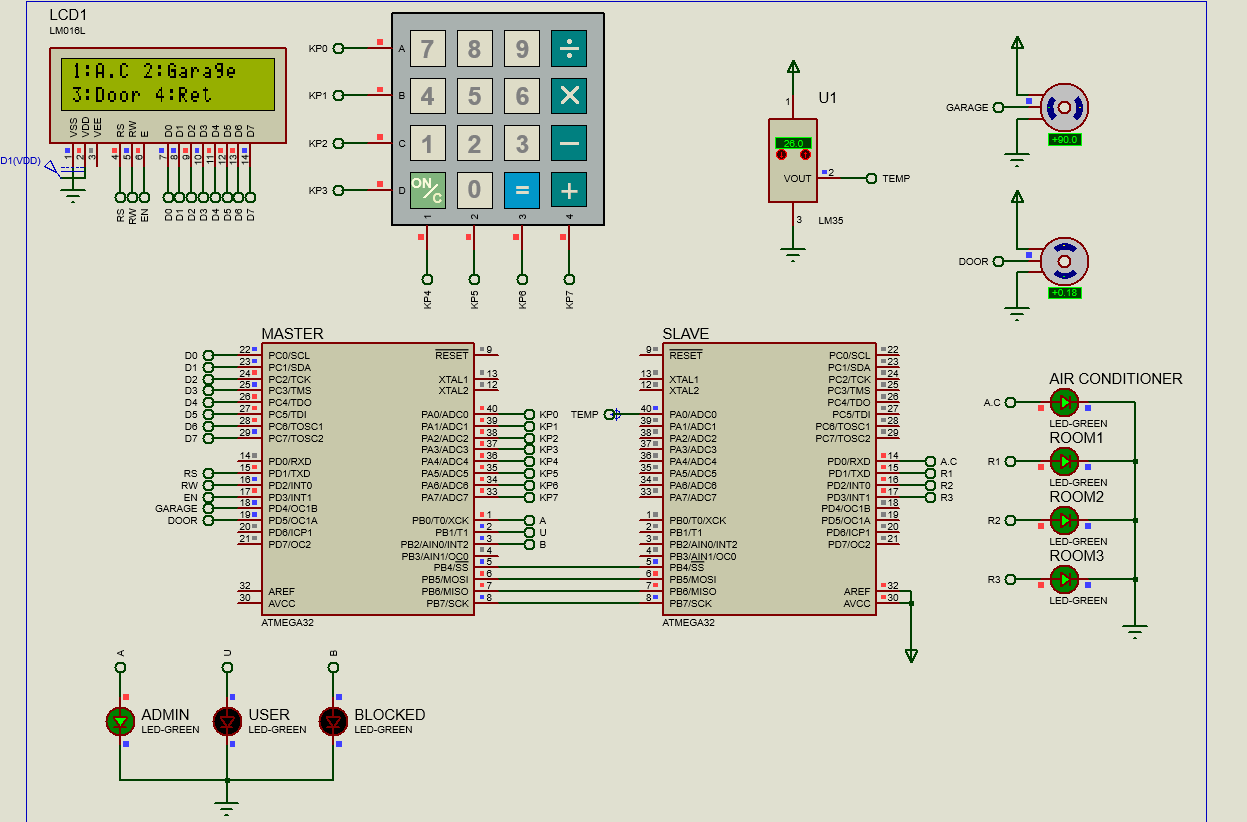 LCD1
LM016L
1:A.C 2:Garage
3:Door 4:Ret
VSS VDD VEE RS RW E D0 D1 D2 D3 D4 D5 D6 D7
1 2 3 4 5 6 7 8 9 10 11 12 13 14
D1(VDD)
RS RW EN D0 D1 D2 D3 D4 D5 D6 D7
KP0 A 7 8 9 ÷
KP1 B 4 5 6 ×
KP2 C 1 2 3 −
KP3 D ON/C 0 = +
1 2 3 4
KP4 KP5 KP6 KP7
U1
1
26.0
VOUT 2 TEMP
3
LM35
GARAGE
+90.0
DOOR
+0.18
MASTER
D0 22 PC0/SCL RESET 9
D1 23 PC1/SDA
D2 24 PC2/TCK XTAL1 13
D3 25 PC3/TMS XTAL2 12
D4 26 PC4/TDO
D5 27 PC5/TDI PA0/ADC0 40 KP0
D6 28 PC6/TOSC1 PA1/ADC1 39 KP1
D7 29 PC7/TOSC2 PA2/ADC2 38 KP2
PA3/ADC3 37 KP3
14 PD0/RXD PA4/ADC4 36 KP4
RS 15 PD1/TXD PA5/ADC5 35 KP5
RW 16 PD2/INT0 PA6/ADC6 34 KP6
EN 17 PD3/INT1 PA7/ADC7 33 KP7
GARAGE 18 PD4/OC1B
DOOR 19 PD5/OC1A PB0/T0/XCK 1 A
20 PD6/ICP1 PB1/T1 2 U
21 PD7/OC2 PB2/AIN0/INT2 3 B
PB3/AIN1/OC0 4
PB4/SS 5
PB5/MOSI 6
32 AREF PB6/MISO 7
30 AVCC PB7/SCK 8
ATMEGA32
SLAVE
9 RESET PC0/SCL 22
PC1/SDA 23
13 XTAL1 PC2/TCK 24
12 XTAL2 PC3/TMS 25
PC4/TDO 26
TEMP 40 PA0/ADC0 PC5/TDI 27
39 PA1/ADC1 PC6/TOSC1 28
38 PA2/ADC2 PC7/TOSC2 29
37 PA3/ADC3
36 PA4/ADC4 PD0/RXD 14 A.C
35 PA5/ADC5 PD1/TXD 15 R1
34 PA6/ADC6 PD2/INT0 16 R2
33 PA7/ADC7 PD3/INT1 17 R3
PD4/OC1B 18
1 PB0/T0/XCK PD5/OC1A 19
2 PB1/T1 PD6/ICP1 20
3 PB2/AIN0/INT2 PD7/OC2 21
4 PB3/AIN1/OC0
5 PB4/SS
6 PB5/MOSI
7 PB6/MISO AREF 32
8 PB7/SCK AVCC 30
ATMEGA32
AIR CONDITIONER
A.C
LED-GREEN
ROOM1
R1
LED-GREEN
ROOM2
R2
LED-GREEN
ROOM3
R3
LED-GREEN
A U B
ADMIN USER BLOCKED
LED-GREEN LED-GREEN LED-GREEN